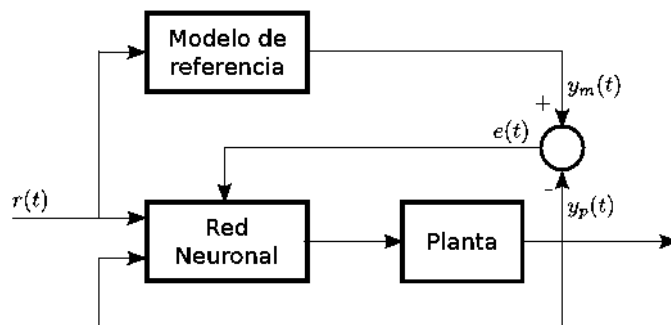 Modelo de
referencia
y_m(t)
+
e(t)
r(t)
-
y_p(t)
Red
Neuronal
Planta